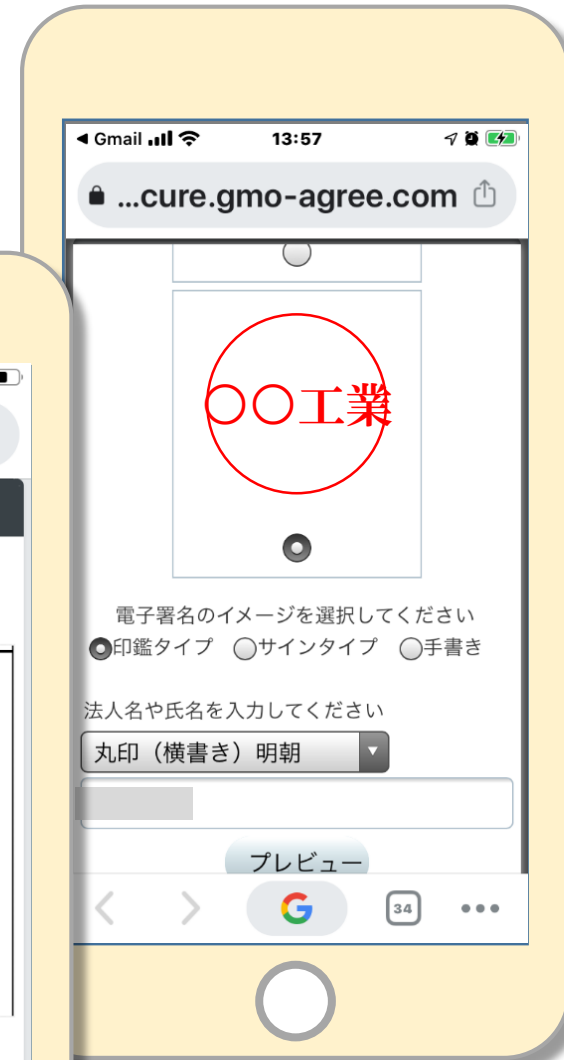 Gmail 13:57
...cure.gmo-agree.com
〇〇工業
電子署名のイメージを選択してください
印鑑タイプ サインタイプ 手書き
法人名や氏名を入力してください
丸印（横書き）明朝
プレビュー
34